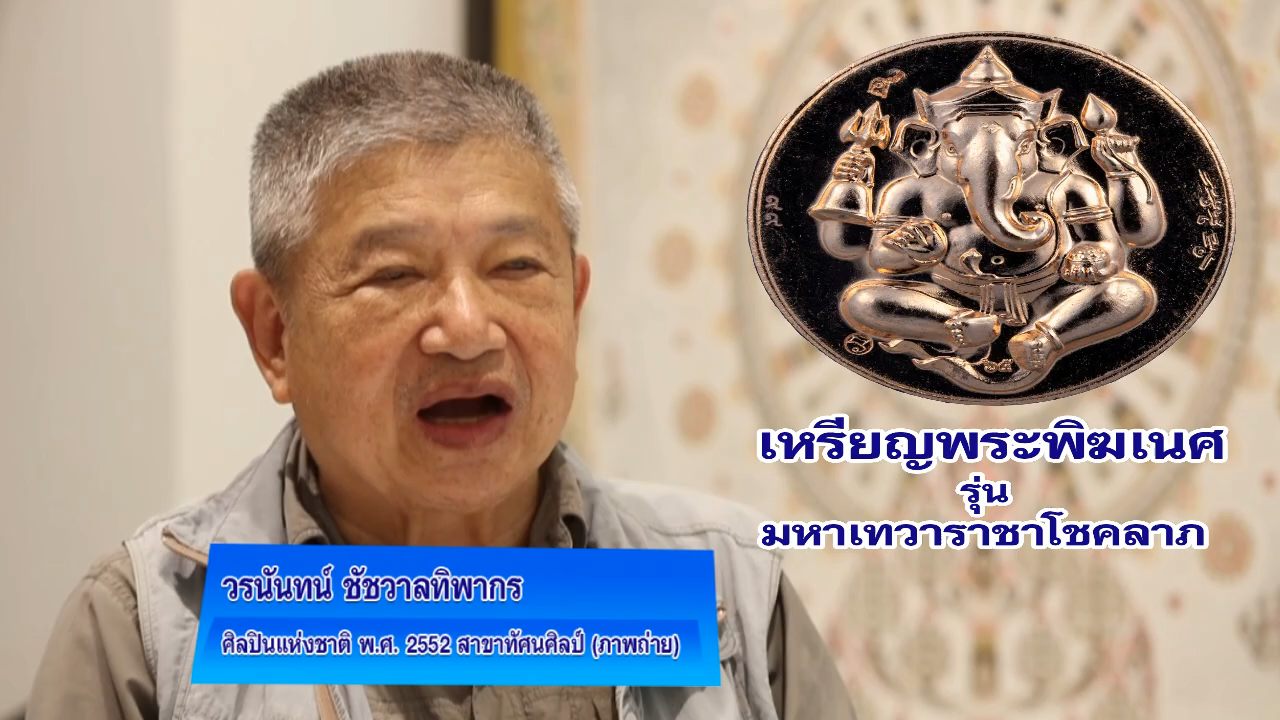 เหรียญพระพิฆเนศ
รุ่น
มหาเทวาราชาโชคลาภ
วรนันทน์ ชัชวาลทิพากร
ศิลปินแห่งชาติ พ.ศ. 2552 สาขาทัศนศิลป์ (ภาพถ่าย)